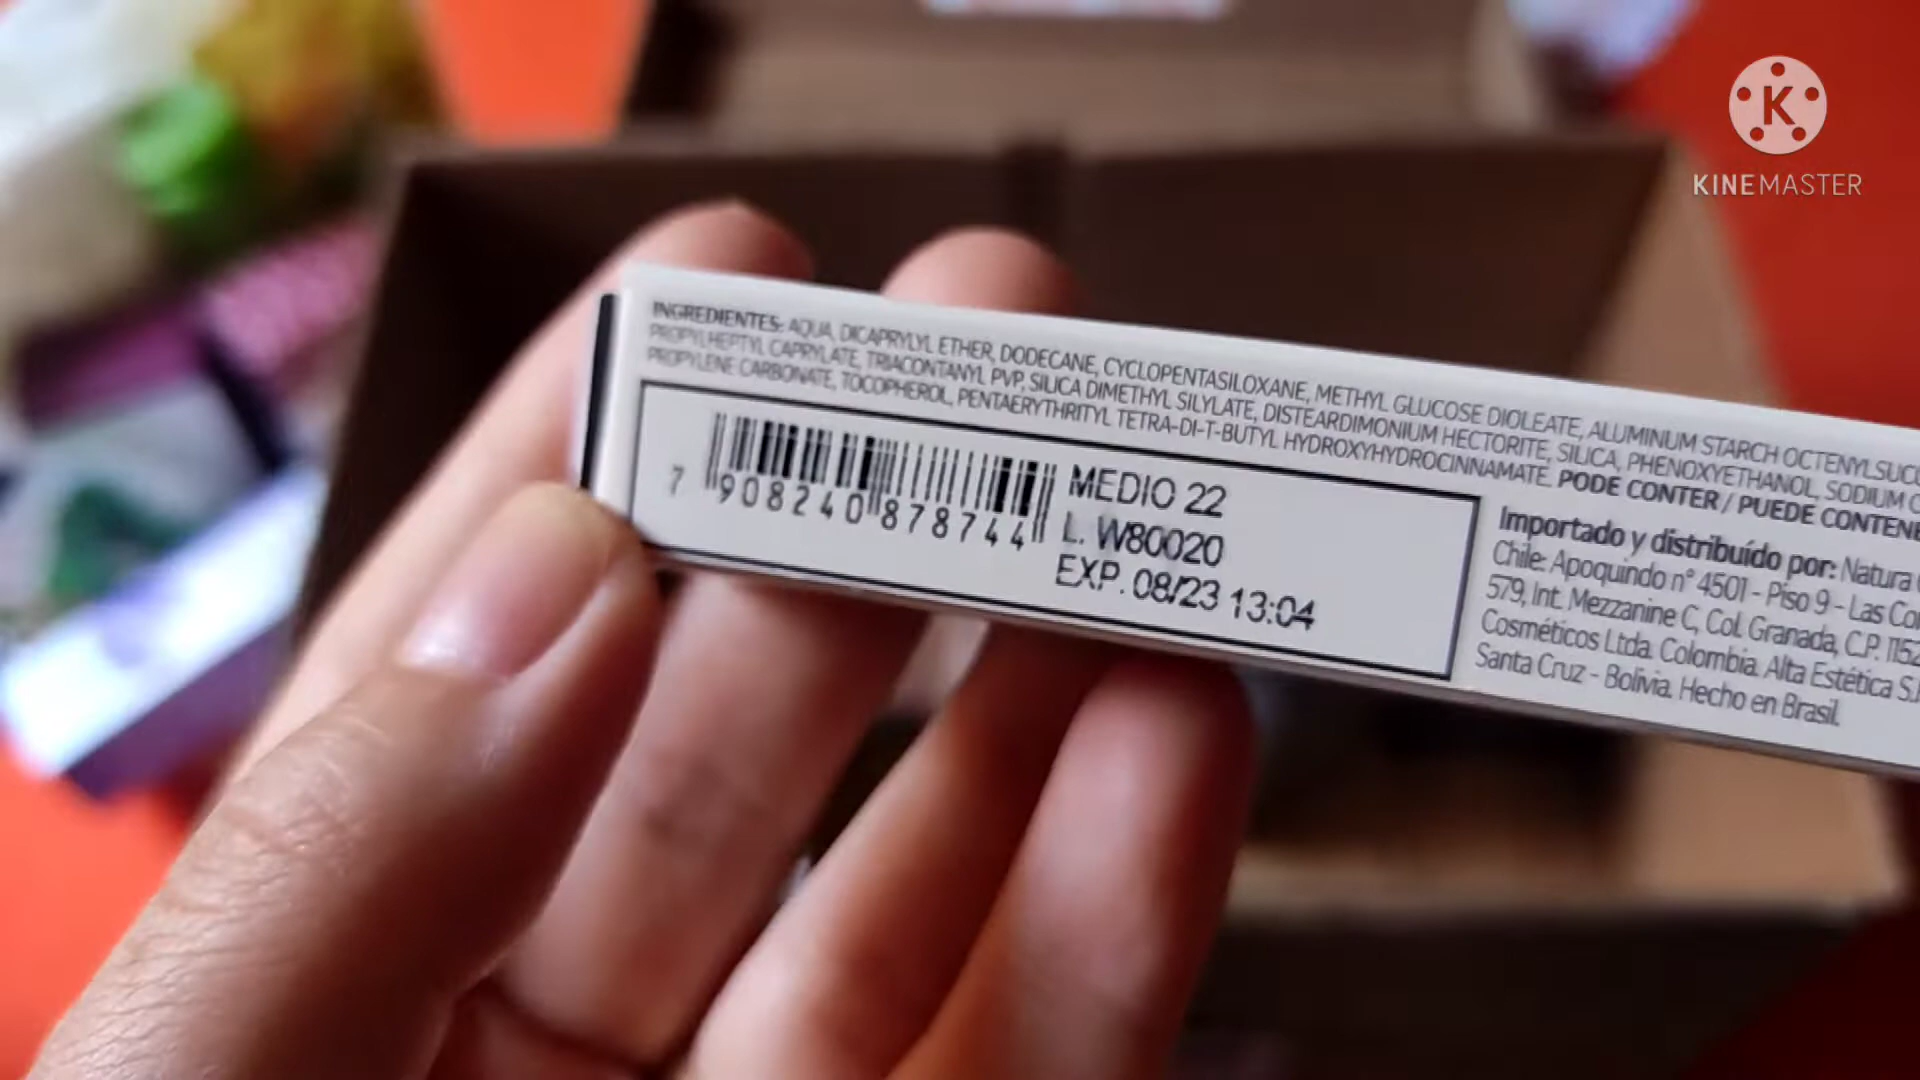 INGREDIENTES: AQUA, DICAPRYLYL ETHER, DODECANE, CYCLOPENTASILOXANE, METHYL GLUCOSE DIOLEATE, ALUMINUM STARCH OCTENYLSUCC
PROPYLHEPTYL CAPRYLATE, TRIACONTANYL PVP, SILICA DIMETHYL SILYLATE, DISTEARDIMONIUM HECTORITE, SILICA, PHENOXYETHANOL, SODIUM C
PROPYLENE CARBONATE, TOCOPHEROL, PENTAERYTHRITYL TETRA-DI-T-BUTYL HYDROXYHYDROCINNAMATE. PODE CONTER / PUEDE CONTENE
7 908240 878744
MEDIO 22
L. W80020
EXP. 08/23 13:04
Importado y distribuído por: Natura
Chile: Apoquindo n° 4501 - Piso 9 - Las Con
579, Int. Mezzanine C, Col. Granada, C.P. 1152
Cosméticos Ltda. Colombia. Alta Estética S.
Santa Cruz - Bolivia. Hecho en Brasil.
K
KINEMASTER